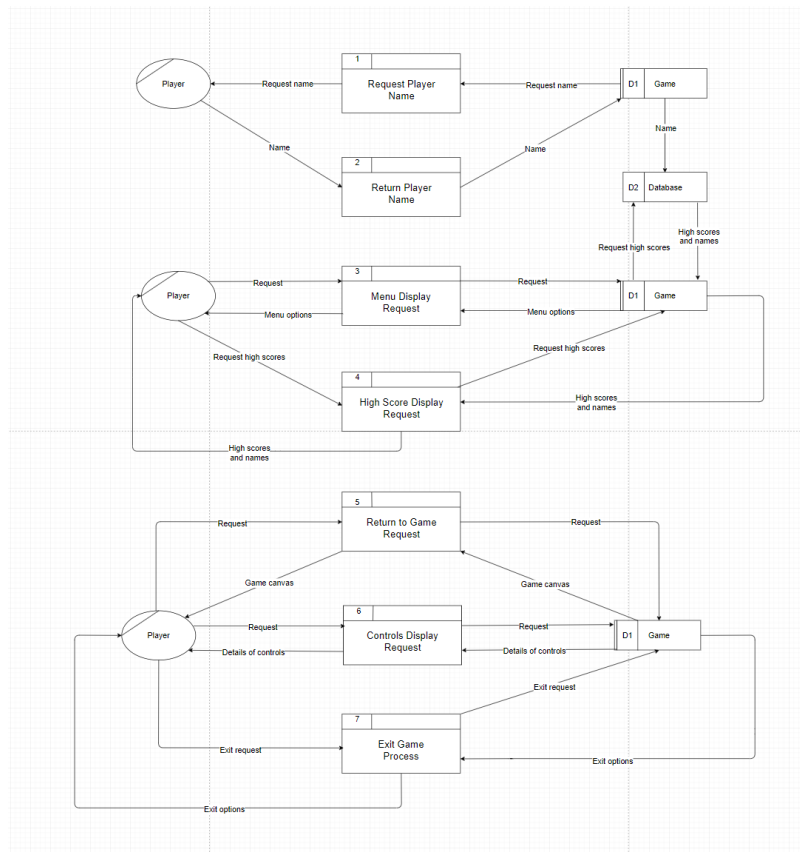 1
Player
Request name
Request Player
Name
Request name
D1 Game
Name
Name
2
Return Player
Name
Name
D2 Database
High scores
and names
Request high scores
3
Player
Request
Menu Display
Request
Request
D1 Game
Menu options
Menu options
Request high scores
Request high scores
4
High Score Display
Request
High scores
and names
High scores
and names
5
Return to Game
Request
Request
Request
Game canvas
Game canvas
6
Player
Request
Controls Display
Request
Request
D1 Game
Details of controls
Details of controls
Exit request
7
Exit Game
Process
Exit request
Exit options
Exit options